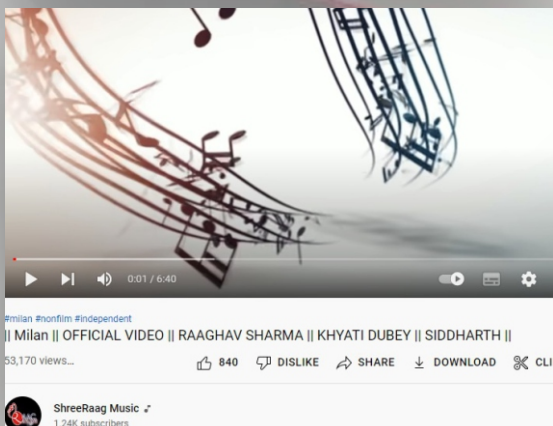 0:01 / 6:40
#milan #nonfilm #independent
|| Milan || OFFICIAL VIDEO || RAAGHAV SHARMA || KHYATI DUBEY || SIDDHARTH ||
53,170 views...
840 DISLIKE SHARE DOWNLOAD CLI
ShreeRaag Music
1.24K subscribers